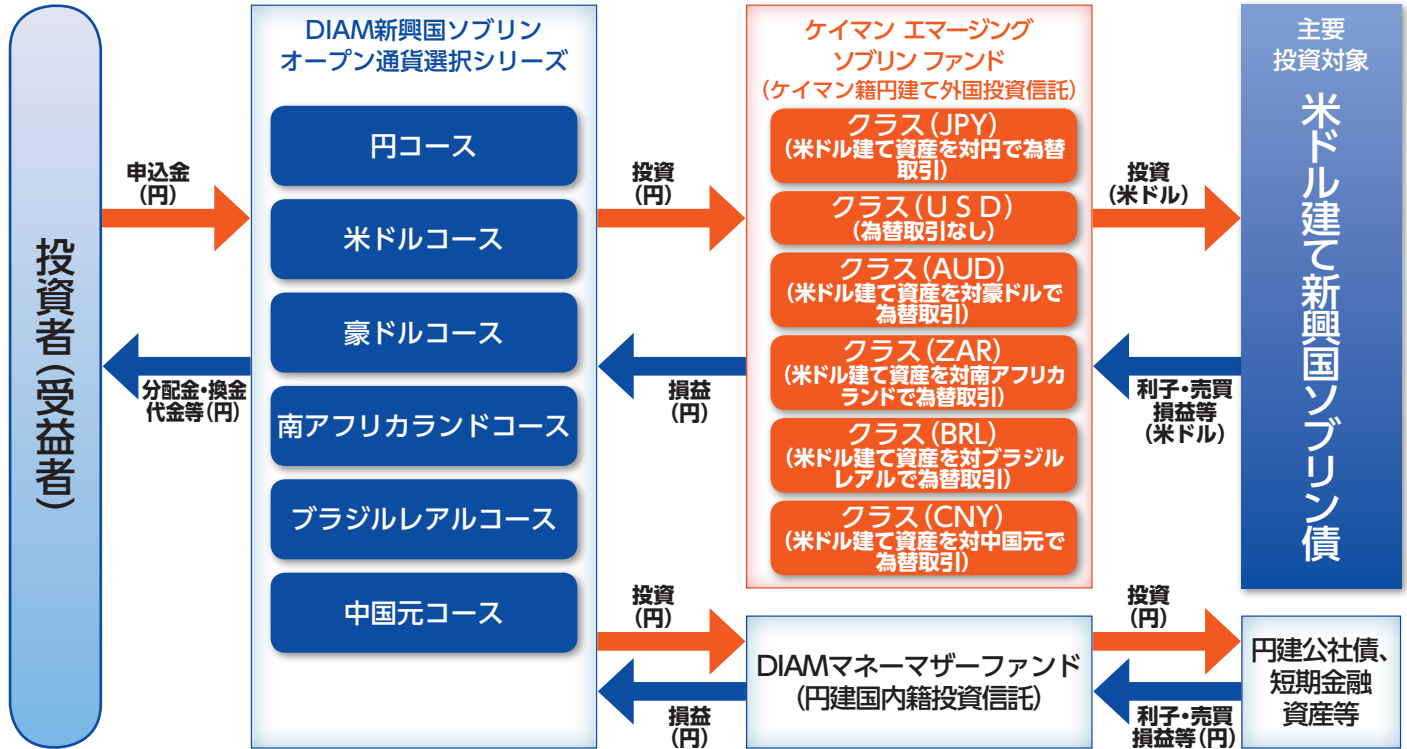 投資者(受益者)
申込金
(円)
分配金・換金
代金等(円)
DIAM新興国ソブリン
オープン通貨選択シリーズ
円コース
米ドルコース
豪ドルコース
南アフリカランドコース
ブラジルレアルコース
中国元コース
投資
(円)
損益
(円)
ケイマン エマージング
ソブリン ファンド
(ケイマン籍円建て外国投資信託)
クラス(JPY)
(米ドル建て資産を対円で為替
取引)
クラス(USD)
(為替取引なし)
クラス(AUD)
(米ドル建て資産を対豪ドルで
為替取引)
クラス(ZAR)
(米ドル建て資産を対南アフリカ
ランドで為替取引)
クラス(BRL)
(米ドル建て資産を対ブラジル
レアルで為替取引)
クラス(CNY)
(米ドル建て資産を対中国元で
為替取引)
投資
(米ドル)
利子・売買
損益等
(米ドル)
主要
投資対象
米ドル建て新興国ソブリン債
投資
(円)
損益
(円)
DIAMマネーマザーファンド
(円建国内籍投資信託)
投資
(円)
利子・売買
損益等(円)
円建公社債、
短期金融
資産等